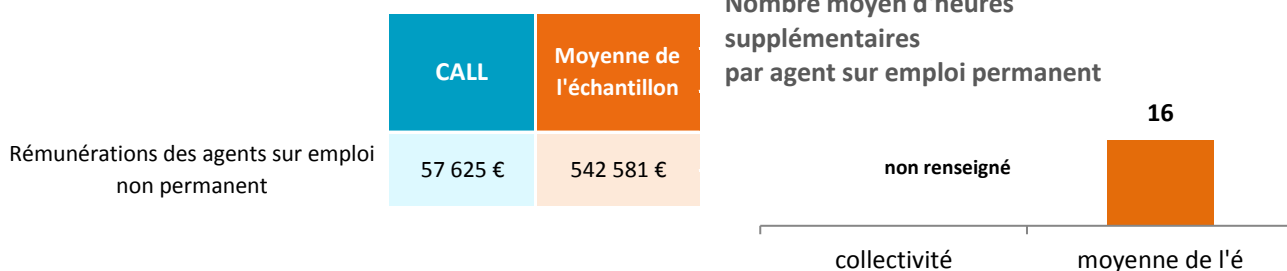 CALL
Moyenne de
l'échantillon
Rémunérations des agents sur emploi
non permanent
57 625 €
542 581 €
Nombre moyen d'heures
supplémentaires
par agent sur emploi permanent
16
non renseigné
collectivité
moyenne de l'é